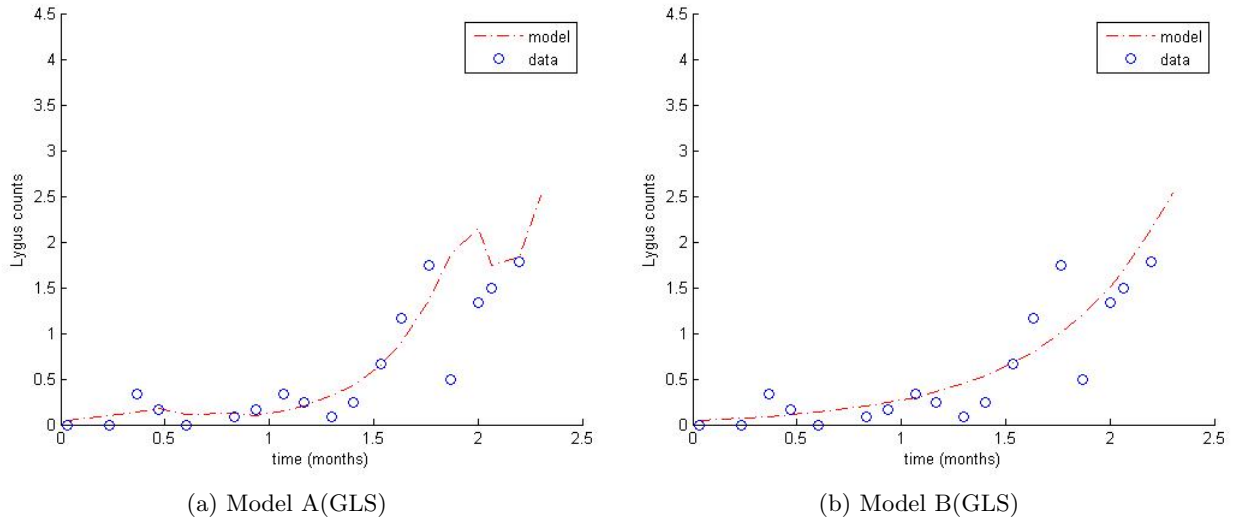 4.5
4
3.5
3
2.5
2
1.5
1
0.5
0
Lygus counts
model
data
0 0.5 1 1.5 2 2.5
time (months)
(a) Model A(GLS)
4.5
4
3.5
3
2.5
2
1.5
1
0.5
0
Lygus counts
model
data
0 0.5 1 1.5 2 2.5
time (months)
(b) Model B(GLS)